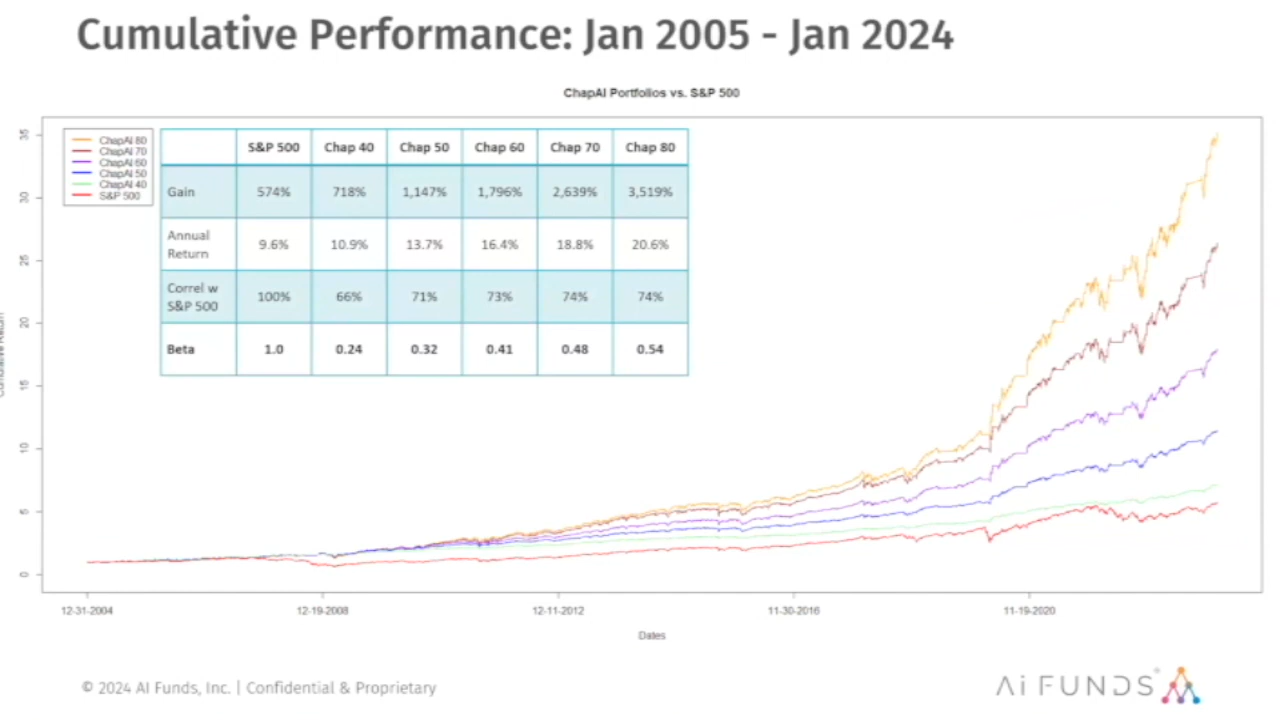 Cumulative Performance: Jan 2005 - Jan 2024
ChapAI Portfolios vs. S&P 500
ChapAI 80
ChapAI 70
ChapAI 60
ChapAI 50
ChapAI 40
S&P 500
S&P 500 Chap 40 Chap 50 Chap 60 Chap 70 Chap 80
Gain 574% 718% 1,147% 1,796% 2,639% 3,519%
Annual
Return 9.6% 10.9% 13.7% 16.4% 18.8% 20.6%
Correl w
S&P 500 100% 66% 71% 73% 74% 74%
Beta 1.0 0.24 0.32 0.41 0.48 0.54
35
30
25
20
15
10
5
0
12-31-2004 12-19-2008 12-11-2012 11-30-2016 11-19-2020
Dates
© 2024 AI Funds, Inc. | Confidential & Proprietary
Ai FUNDS